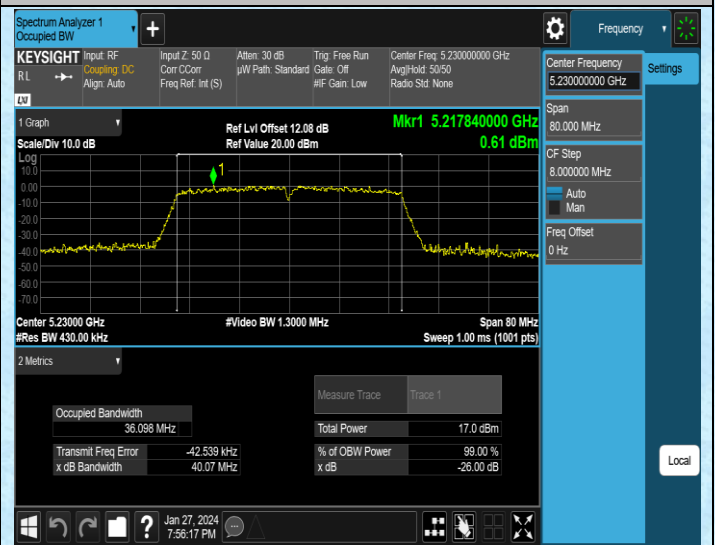 Spectrum Analyzer 1
Occupied BW
+
Frequency
KEYSIGHT Input: RF Input Z: 50 Ω Atten: 30 dB Trig: Free Run Center Freq: 5.230000000 GHz
RL Coupling: DC Corr CCorr µW Path: Standard Gate: Off Avg|Hold: 50/50
Align: Auto Freq Ref: Int (S) #IF Gain: Low Radio Std: None
LXI
Center Frequency
5.230000000 GHz
Settings
Span
80.000 MHz
CF Step
8.000000 MHz
Auto
Man
Freq Offset
0 Hz
1 Graph
Ref Lvl Offset 12.08 dB Mkr1 5.217840000 GHz
Scale/Div 10.0 dB Ref Value 20.00 dBm 0.61 dBm
Log
10.0
1
0.00
-10.0
-20.0
-30.0
-40.0
-50.0
-60.0
-70.0
Center 5.23000 GHz #Video BW 1.3000 MHz Span 80 MHz
#Res BW 430.00 kHz Sweep 1.00 ms (1001 pts)
2 Metrics
Measure Trace Trace 1
Occupied Bandwidth
36.098 MHz Total Power 17.0 dBm
Transmit Freq Error -42.539 kHz % of OBW Power 99.00 %
x dB Bandwidth 40.07 MHz x dB -26.00 dB
Local
? Jan 27, 2024
7:56:17 PM